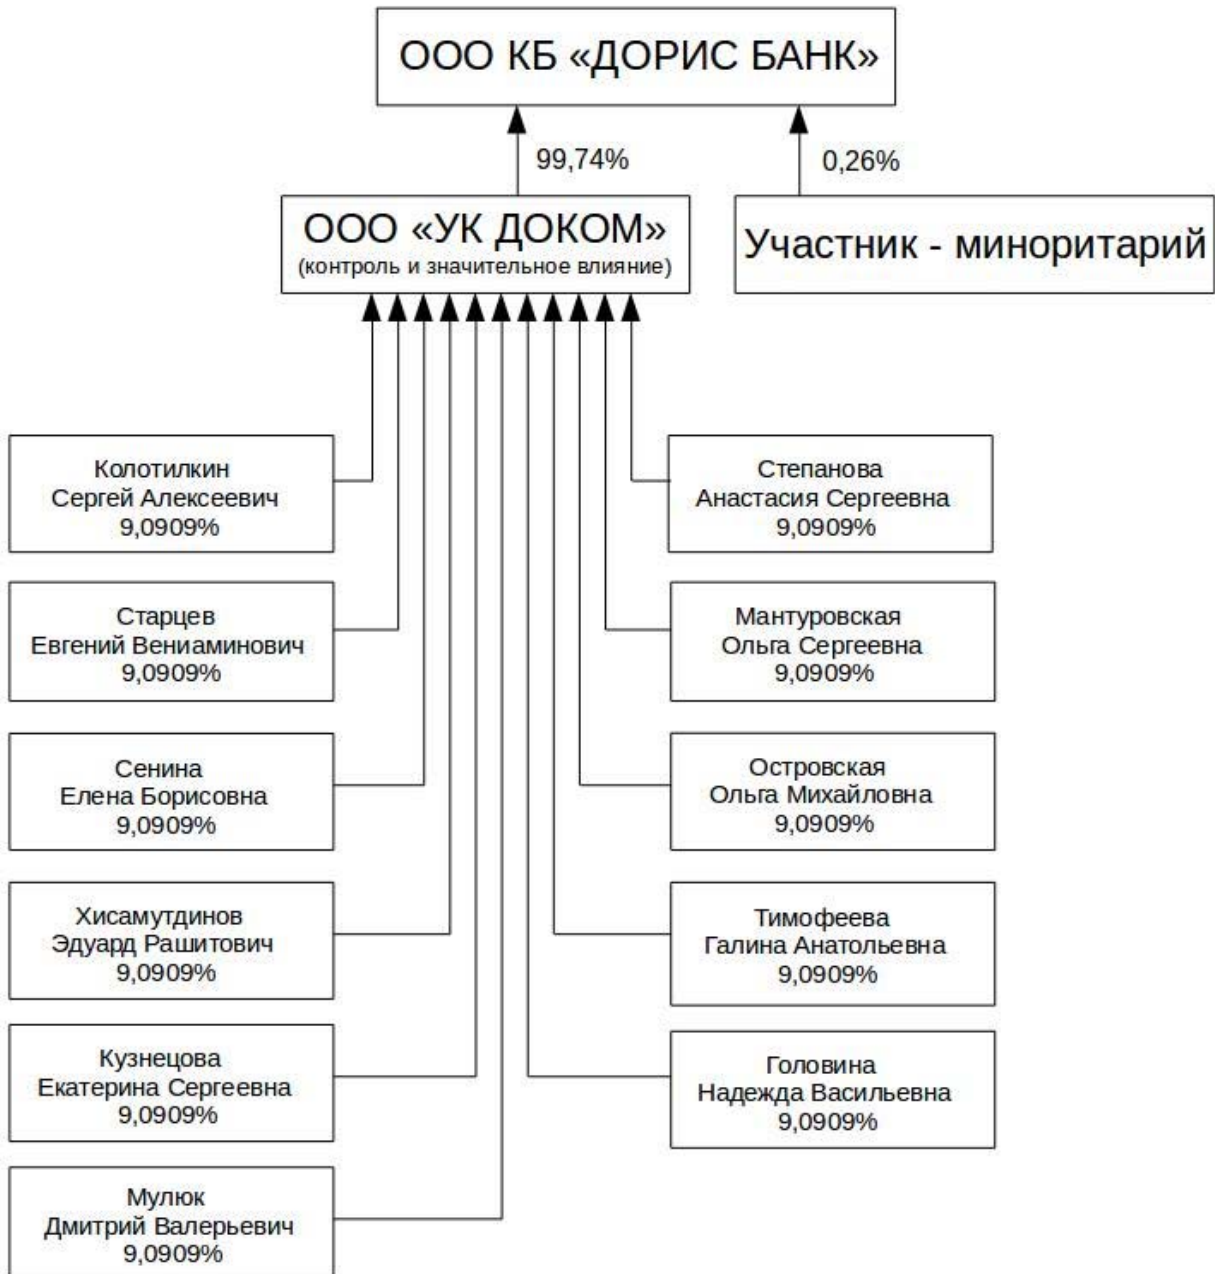 ООО КБ «ДОРИС БАНК»
99,74%
0,26%
ООО «УК ДОКОМ»
(контроль и значительное влияние)
Участник - миноритарий
Колотилкин
Сергей Алексеевич
9,0909%
Степанова
Анастасия Сергеевна
9,0909%
Старцев
Евгений Вениаминович
9,0909%
Мантуровская
Ольга Сергеевна
9,0909%
Сенина
Елена Борисовна
9,0909%
Островская
Ольга Михайловна
9,0909%
Хисамутдинов
Эдуард Рашитович
9,0909%
Тимофеева
Галина Анатольевна
9,0909%
Кузнецова
Екатерина Сергеевна
9,0909%
Головина
Надежда Васильевна
9,0909%
Мулюк
Дмитрий Валерьевич
9,0909%